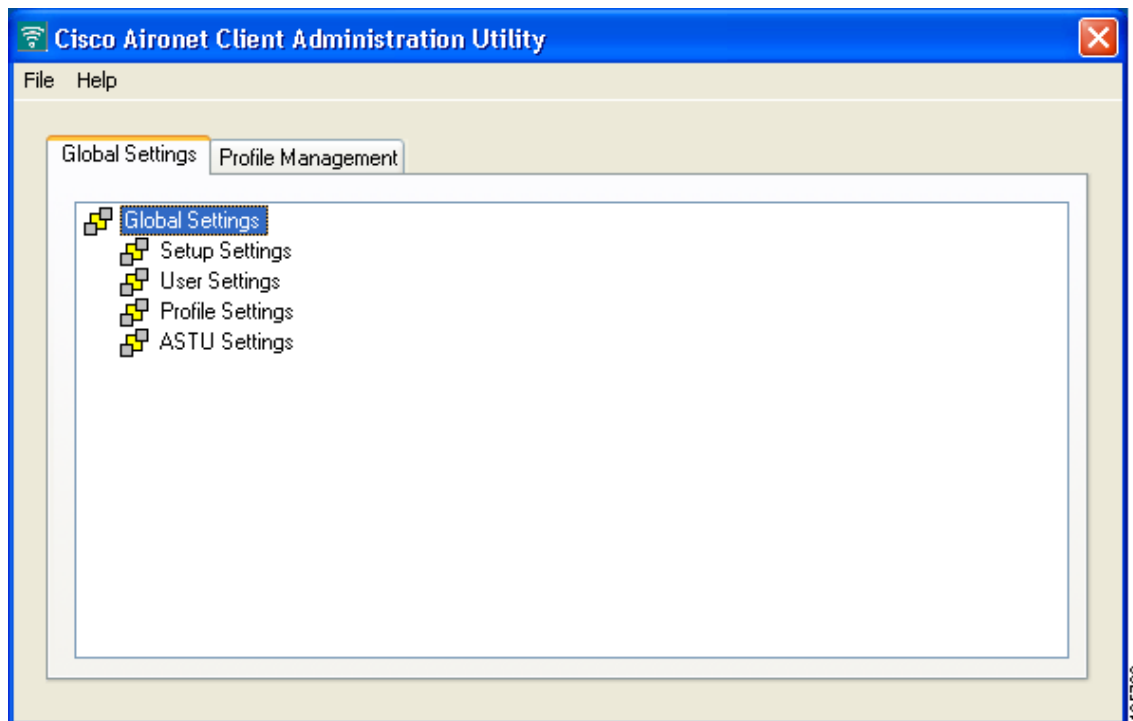 Cisco Aironet Client Administration Utility
File Help
Global Settings Profile Management
Global Settings
Setup Settings
User Settings
Profile Settings
ASTU Settings